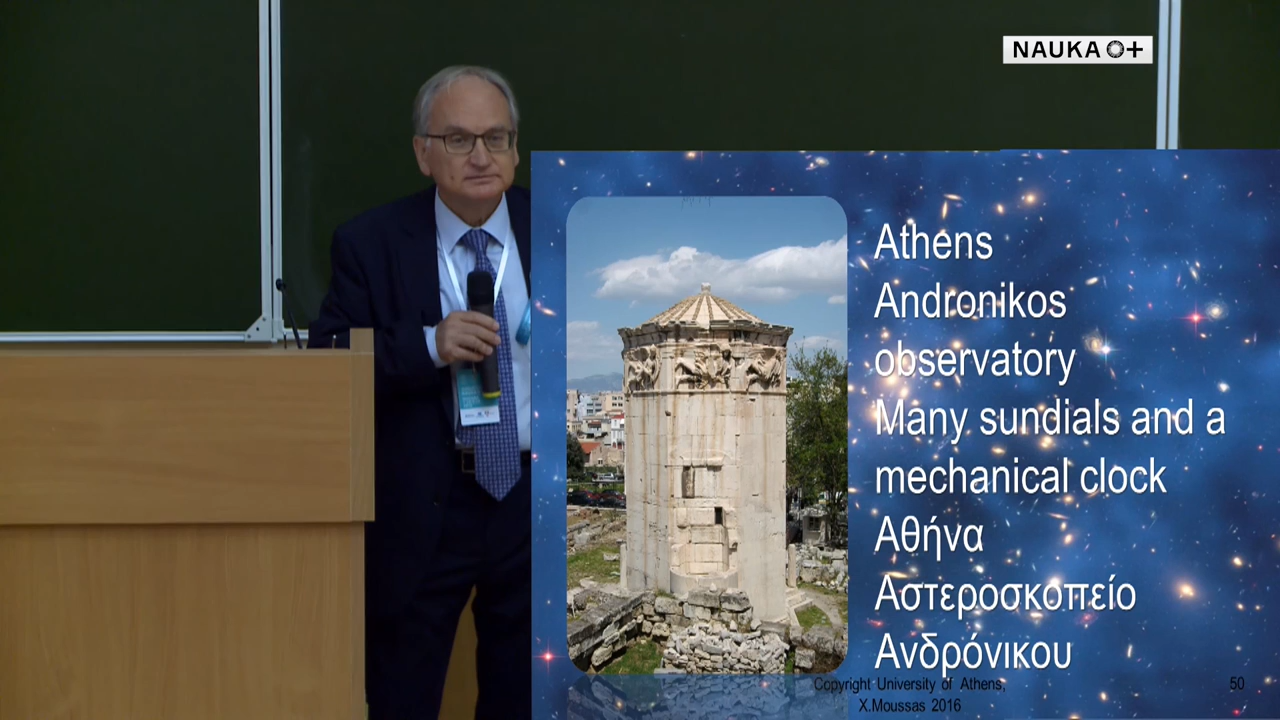 NAUKA O+
Athens
Andronikos
observatory
Many sundials and a
mechanical clock
Αθήνα
Αστεροσκοπείο
Ανδρόνικου
Copyright University of Athens,
X.Moussas 2016
50